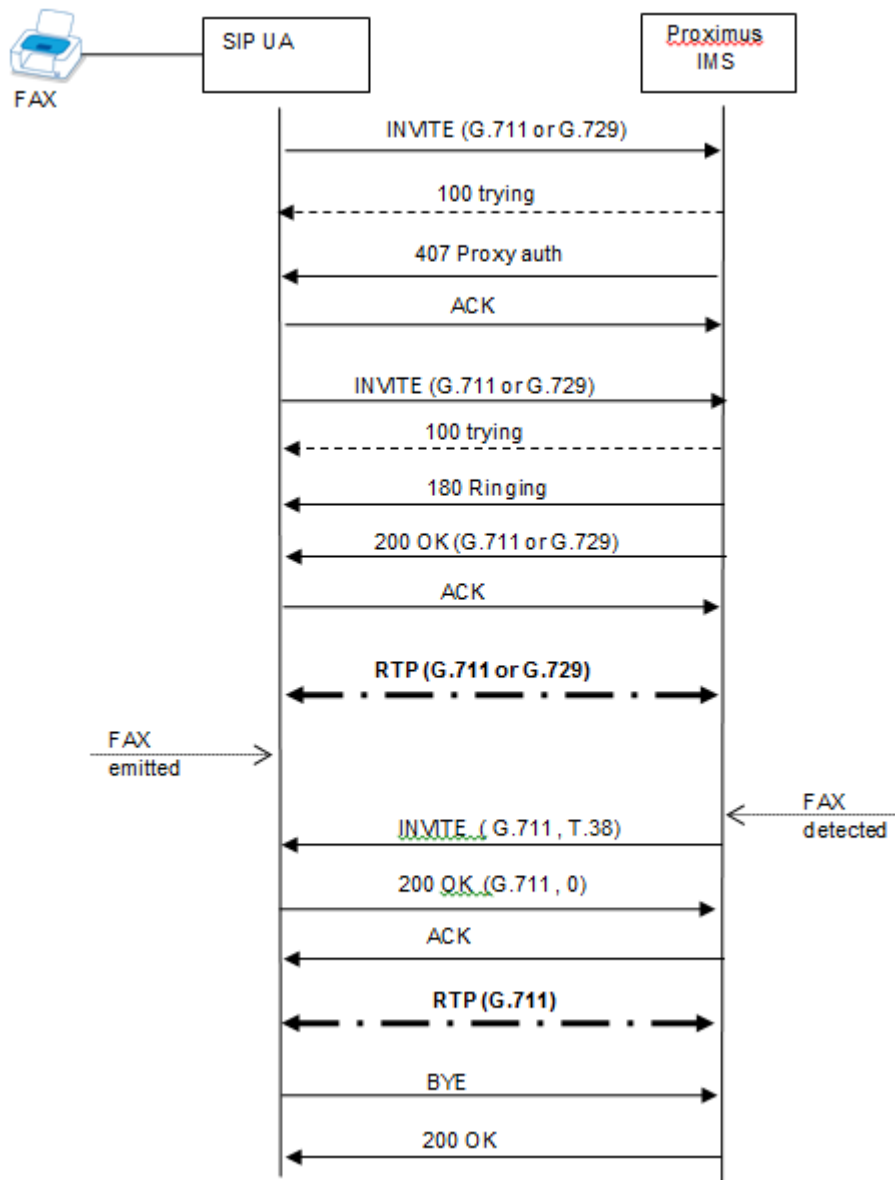 SIP UA
Proximus
IMS
FAX
INVITE (G.711 or G.729)
100 trying
407 Proxy auth
ACK
INVITE (G.711 or G.729)
100 trying
180 Ringing
200 OK (G.711 or G.729)
ACK
RTP (G.711 or G.729)
FAX
emitted
FAX
detected
INVITE ( G.711 , T.38)
200 OK (G.711 , 0)
ACK
RTP (G.711)
BYE
200 OK